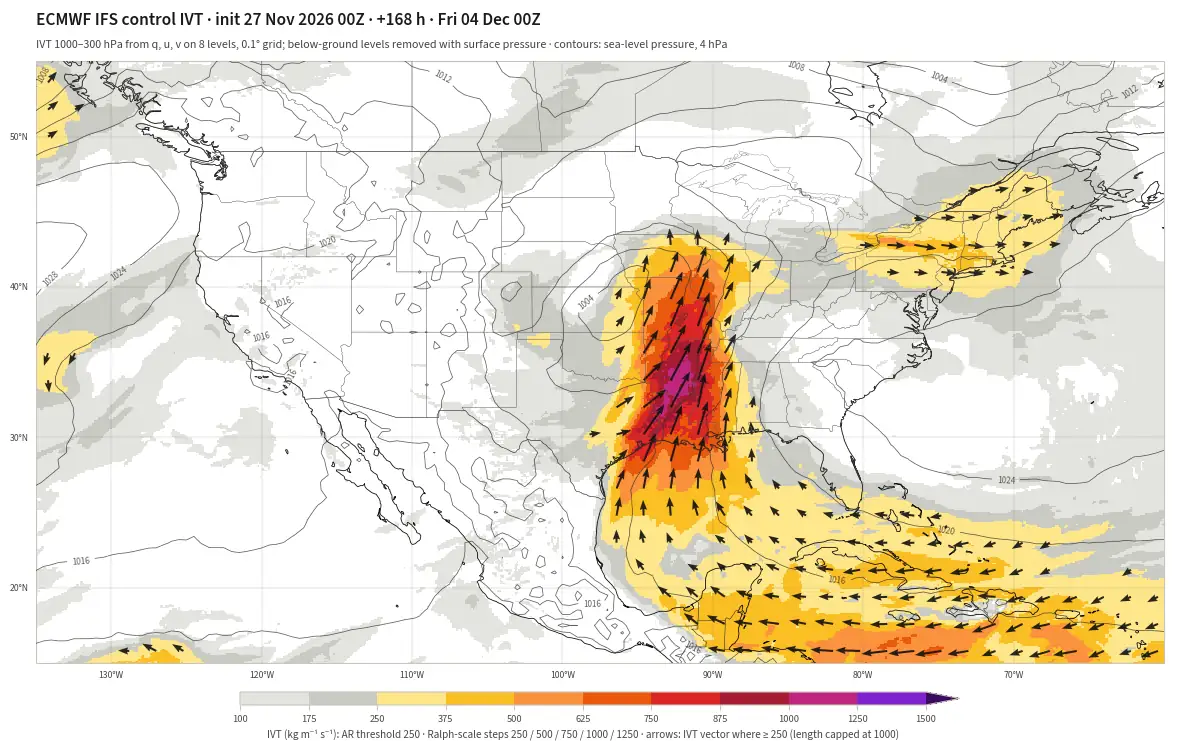 ECMWF IFS control IVT · init 27 Nov 2026 00Z · +168 h · Fri 04 Dec 00Z
IVT 1000–300 hPa from q, u, v on 8 levels, 0.1° grid; below-ground levels removed with surface pressure · contours: sea-level pressure, 4 hPa
1008
1012
1008
1004
1012
50°N
1020
1024
1028
40°N
1016
1004
1016
1016
30°N
1024
1020
1016
1016
20°N
1016
1016
130°W 120°W 110°W 100°W 90°W 80°W 70°W
100 175 250 375 500 625 750 875 1000 1250 1500
IVT (kg m⁻¹ s⁻¹): AR threshold 250 · Ralph-scale steps 250 / 500 / 750 / 1000 / 1250 · arrows: IVT vector where ≥ 250 (length capped at 1000)